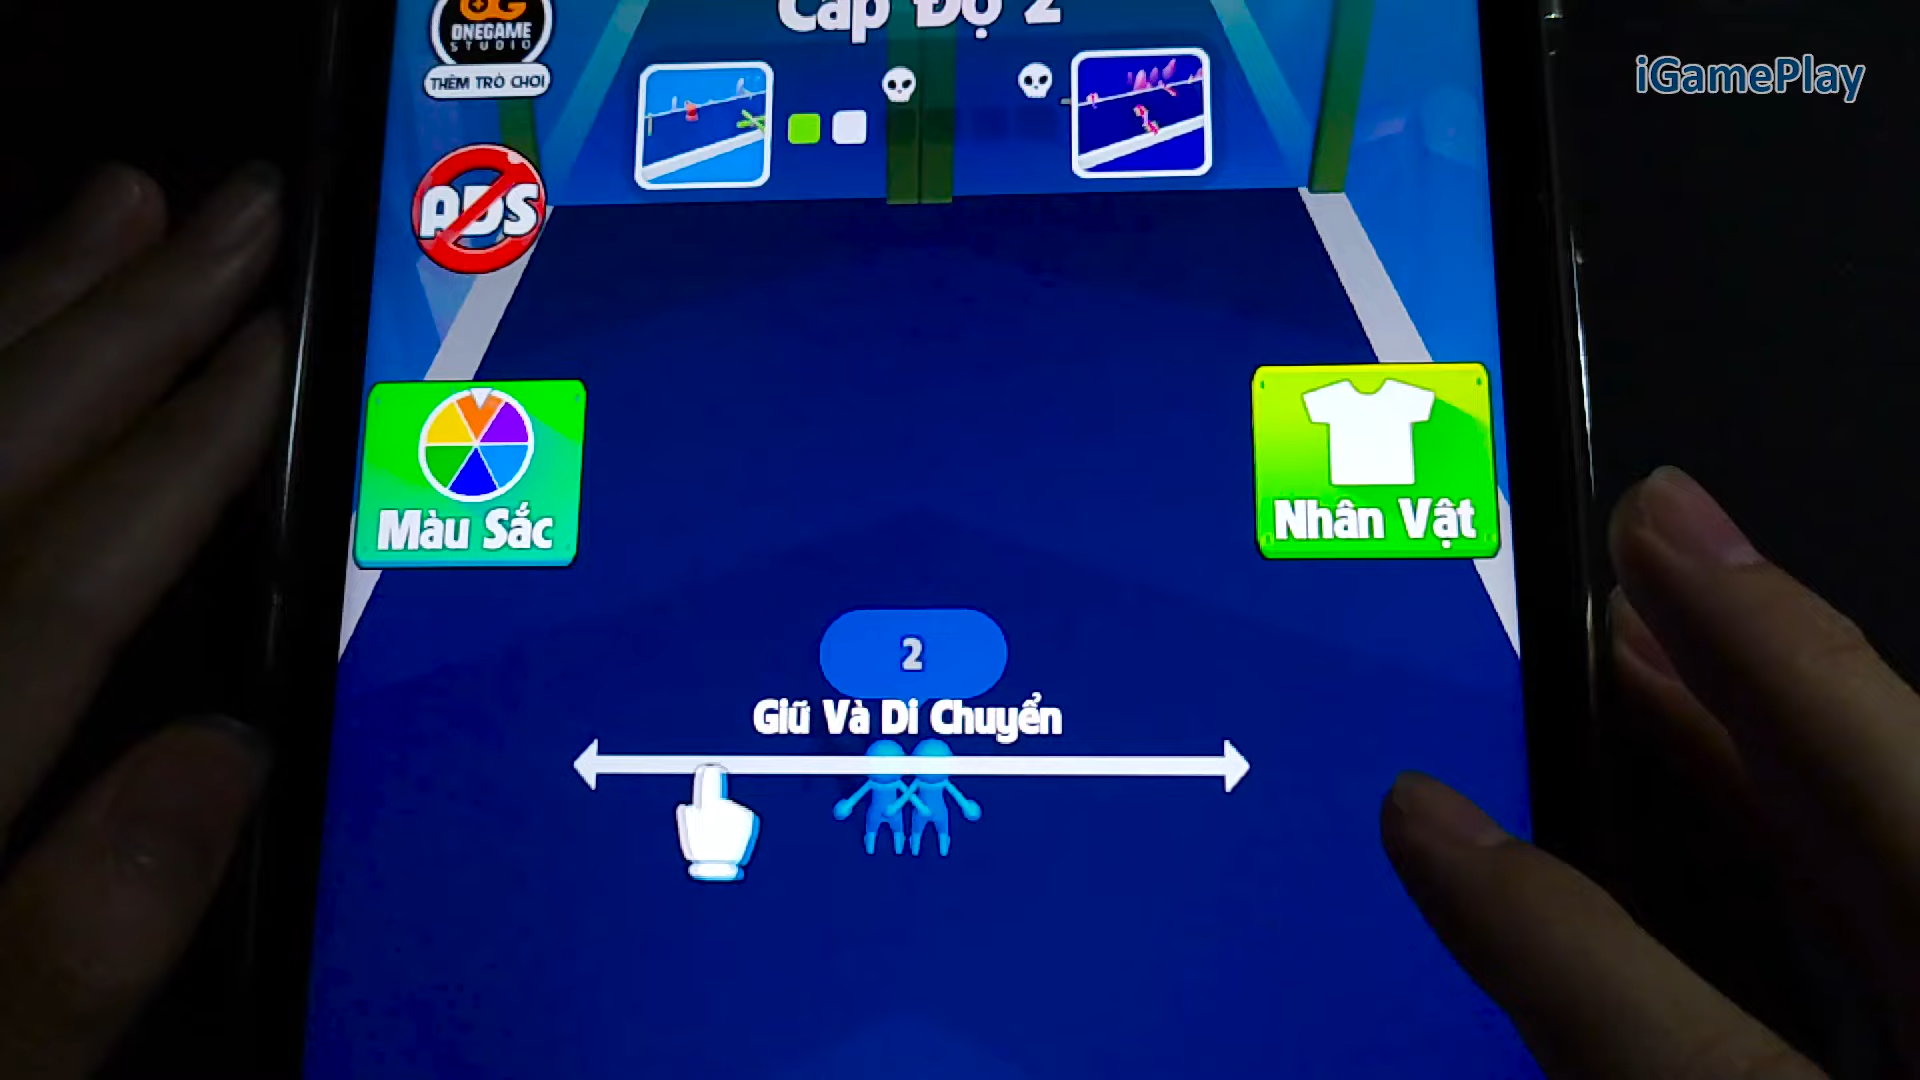 Cấp Độ 2
OG
ONEGAME
STUDIO
THÊM TRÒ CHƠI
iGamePlay
ADS
Màu Sắc
Nhân Vật
2
Giữ Và Di Chuyển